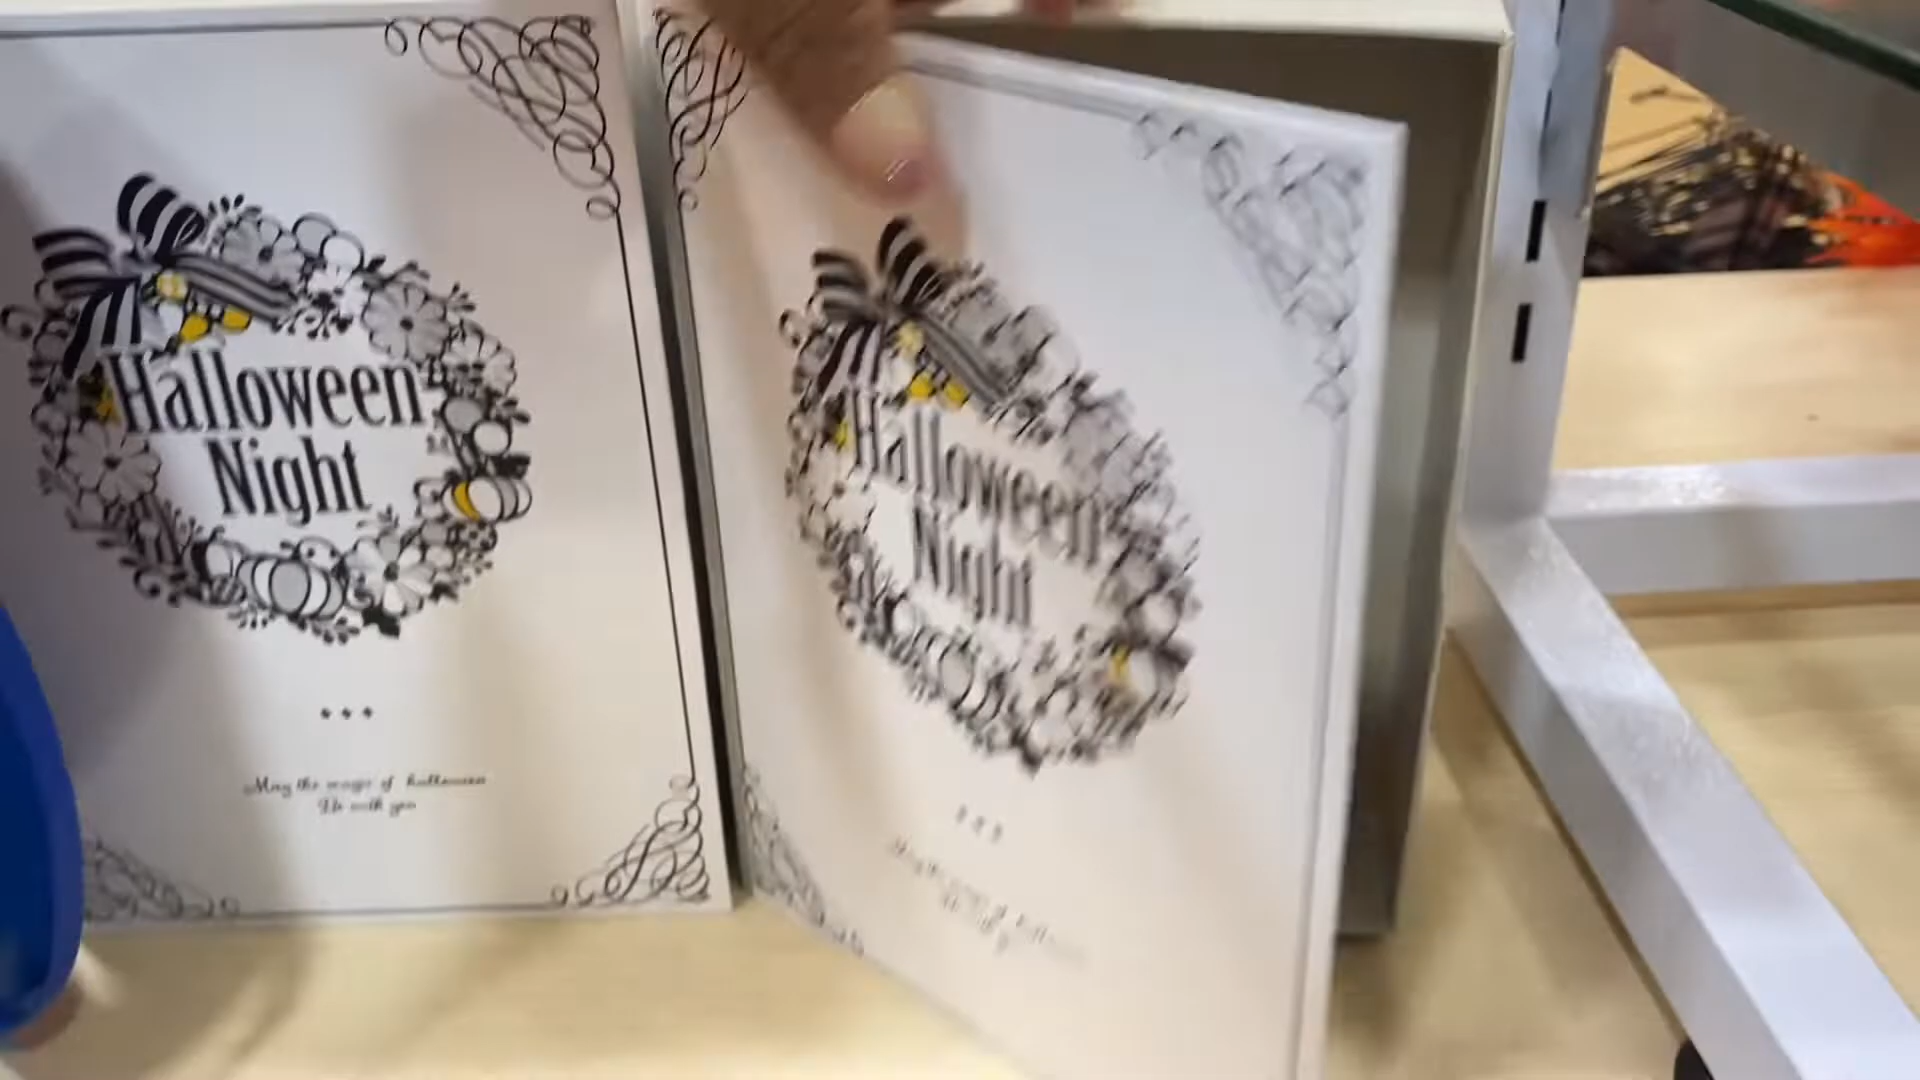 Halloween
Night
May the magic of halloween
Be with you
Halloween
Night